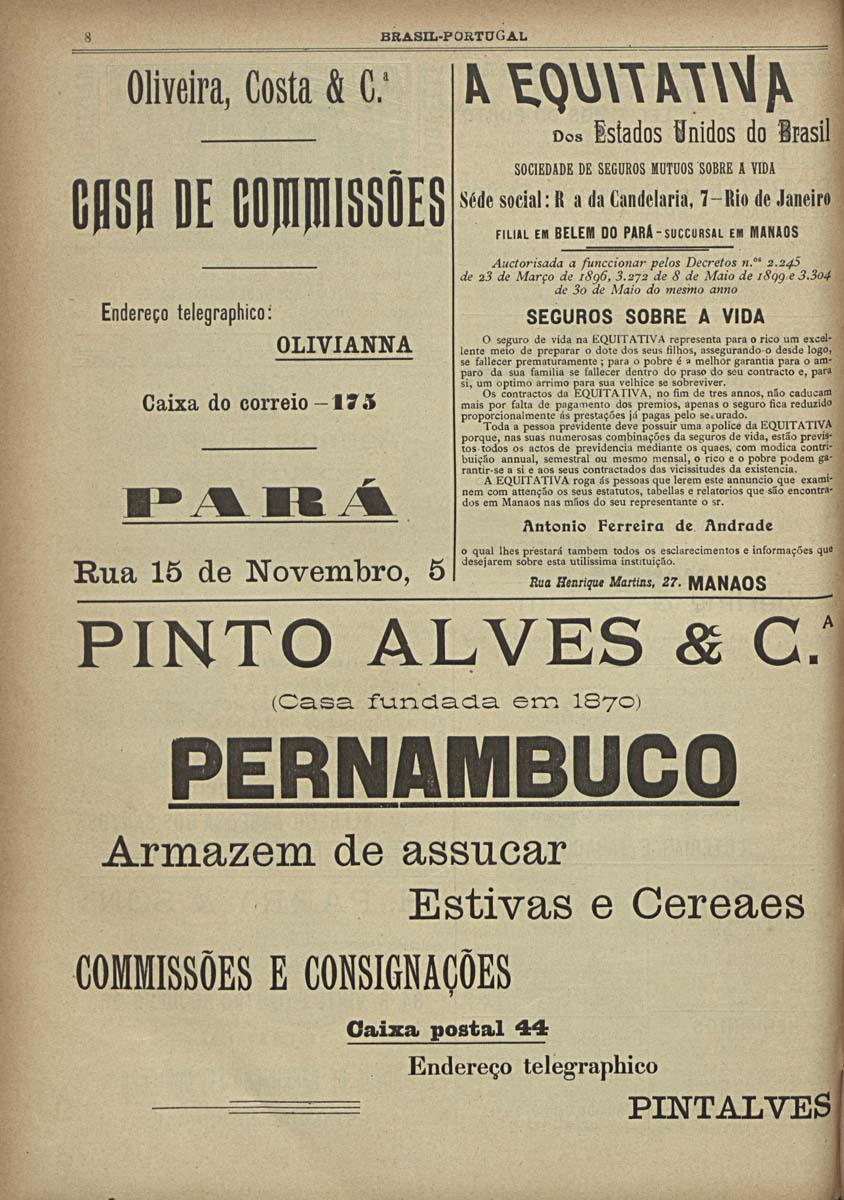 8
BRASIL-PORTUGAL
Oliveira, Costa & C.ª
CASA DE COMMISSÕES
Endereço telegraphico:
OLIVIANNA
Caixa do correio – 175
PARÁ
Rua 15 de Novembro, 5
A EQUITATIVA
Dos Estados Unidos do Brasil
SOCIEDADE DE SEGUROS MUTUOS SOBRE A VIDA
Séde social: R a da Candelaria, 7 – Rio de Janeiro
FILIAL EM BELEM DO PARÁ – SUCCURSAL EM MANAOS
Auctorisada a funccionar pelos Decretos n.ºˢ 2.245
de 23 de Março de 1896, 3.272 de 8 de Maio de 1899 e 3.304
de 30 de Maio do mesmo anno
SEGUROS SOBRE A VIDA
O seguro de vida na EQUITATIVA representa para o rico um excel-
lente meio de preparar o dote dos seus filhos, assegurando-o desde logo,
se fallecer prematuramente; para o pobre é a melhor garantia para o am-
paro da sua familia se fallecer dentro do praso do seu contracto e, para
si, um optimo arrimo para sua velhice se sobreviver.
Os contractos da EQUITATIVA, no fim de tres annos, não caducam
mais por falta de pagamento dos premios, apenas o seguro fica reduzido
proporcionalmente ás prestações já pagas pelo se.urado.
Toda a pessoa previdente deve possuir uma apolice da EQUITATIVA
porque, nas suas numerosas combinações da seguros de vida, estão previs-
tos todos os actos de previdencia mediante os quaes, com modica contri-
buição annual, semestral ou mesmo mensal, o rico e o pobre podem ga-
rantir-se a si e aos seus contractados das vicissitudes da existencia.
A EQUITATIVA roga ás pessoas que lerem este annuncio que exami-
nem com attenção os seus estatutos, tabellas e relatorios que são encontra-
dos em Manaos nas mãos do seu representante o sr.
Antonio Ferreira de Andrade
o qual lhes prestará tambem todos os esclarecimentos e informações que
desejarem sobre esta utilissima instituição.
Rua Henrique Martins, 27. MANAOS
PINTO ALVES & C.ᴬ
(Casa fundada em 1870)
PERNAMBUCO
Armazem de assucar
Estivas e Cereaes
COMMISSÕES E CONSIGNAÇÕES
Caixa postal 44
Endereço telegraphico
PINTALVES